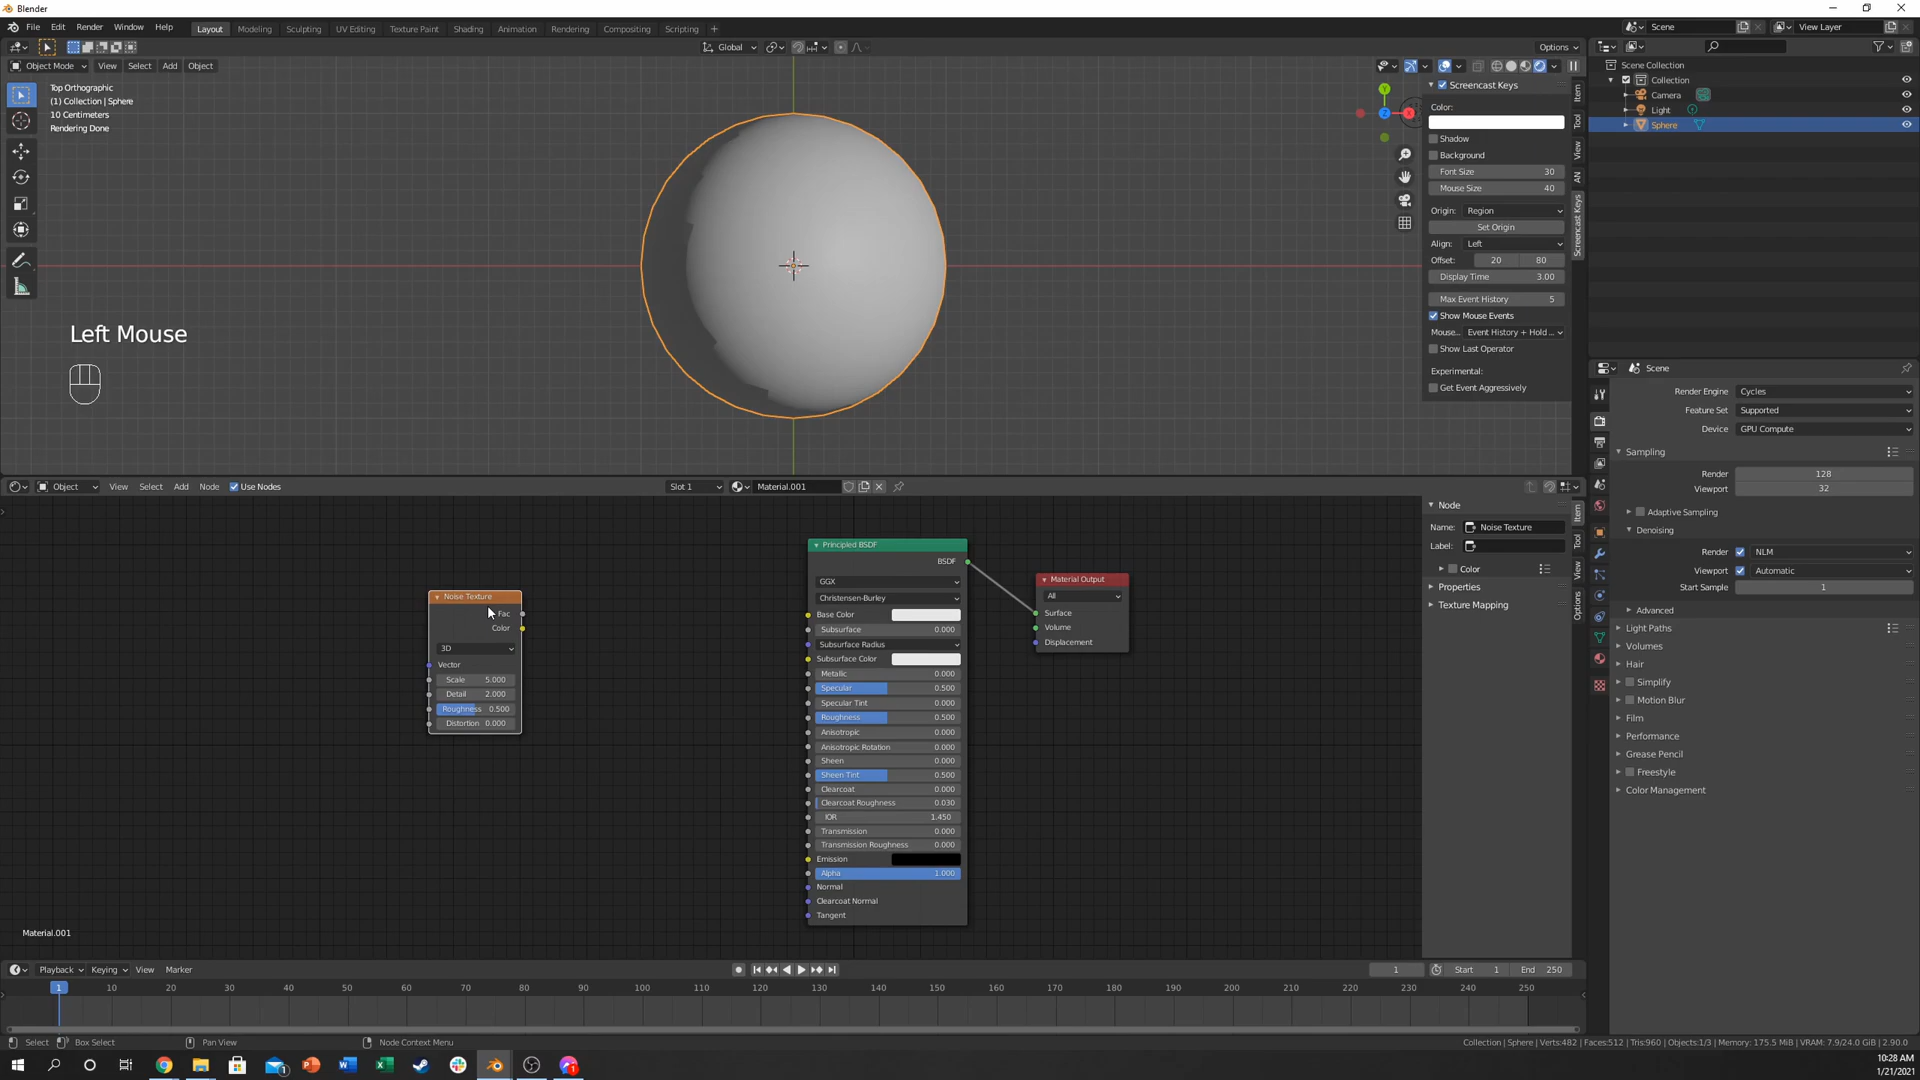 Blender
File Edit Render Window Help
Layout Modeling Sculpting UV Editing Texture Paint Shading Animation Rendering Compositing Scripting +
Scene
View Layer
Global
Options
Object Mode View Select Add Object
Top Orthographic
(1) Collection | Sphere
10 Centimeters
Rendering Done
Y
Z
X
Left Mouse
Screencast Keys
Color:
Shadow
Background
Font Size 30
Mouse Size 40
Origin: Region
Set Origin
Align: Left
Offset: 20 80
Display Time 3.00
Max Event History 5
Show Mouse Events
Mouse... Event History + Hold ...
Show Last Operator
Experimental:
Get Event Aggressively
Item
Tool
View
AN
Screencast Keys
Scene Collection
Collection
Camera
Light
Sphere
Scene
Render Engine Cycles
Feature Set Supported
Device GPU Compute
Sampling
Render 128
Viewport 32
Adaptive Sampling
Denoising
Render NLM
Viewport Automatic
Start Sample 1
Advanced
Light Paths
Volumes
Hair
Simplify
Motion Blur
Film
Performance
Grease Pencil
Freestyle
Color Management
Object View Select Add Node Use Nodes
Slot 1 Material.001
Noise Texture
Fac
Color
3D
Vector
Scale 5.000
Detail 2.000
Roughness 0.500
Distortion 0.000
Principled BSDF
BSDF
GGX
Christensen-Burley
Base Color
Subsurface 0.000
Subsurface Radius
Subsurface Color
Metallic 0.000
Specular 0.500
Specular Tint 0.000
Roughness 0.500
Anisotropic 0.000
Anisotropic Rotation 0.000
Sheen 0.000
Sheen Tint 0.500
Clearcoat 0.000
Clearcoat Roughness 0.030
IOR 1.450
Transmission 0.000
Transmission Roughness 0.000
Emission
Alpha 1.000
Normal
Clearcoat Normal
Tangent
Material Output
All
Surface
Volume
Displacement
Node
Name: Noise Texture
Label:
Color
Properties
Texture Mapping
Item
Tool
View
Options
Material.001
Playback Keying View Marker
1 Start 1 End 250
1 10 20 30 40 50 60 70 80 90 100 110 120 130 140 150 160 170 180 190 200 210 220 230 240 250
Select Box Select Pan View Node Context Menu
Collection | Sphere | Verts:482 | Faces:512 | Tris:960 | Objects:1/3 | Memory: 175.5 MiB | VRAM: 7.9/24.0 GiB | 2.90.0
10:28 AM
1/21/2021